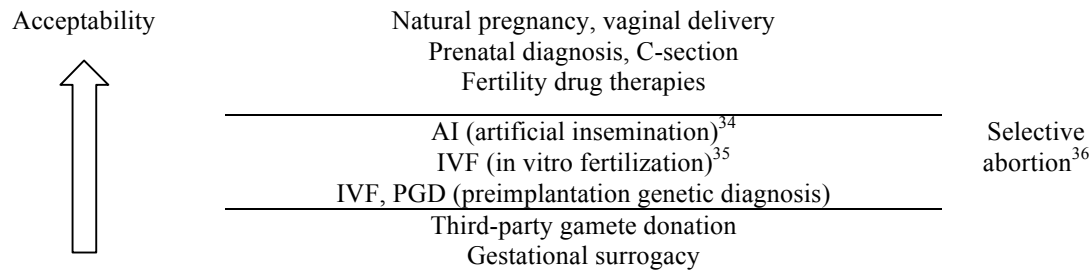 Acceptability
Natural pregnancy, vaginal delivery
Prenatal diagnosis, C-section
Fertility drug therapies
AI (artificial insemination)34
IVF (in vitro fertilization)35
IVF, PGD (preimplantation genetic diagnosis)
Selective
abortion36
Third-party gamete donation
Gestational surrogacy